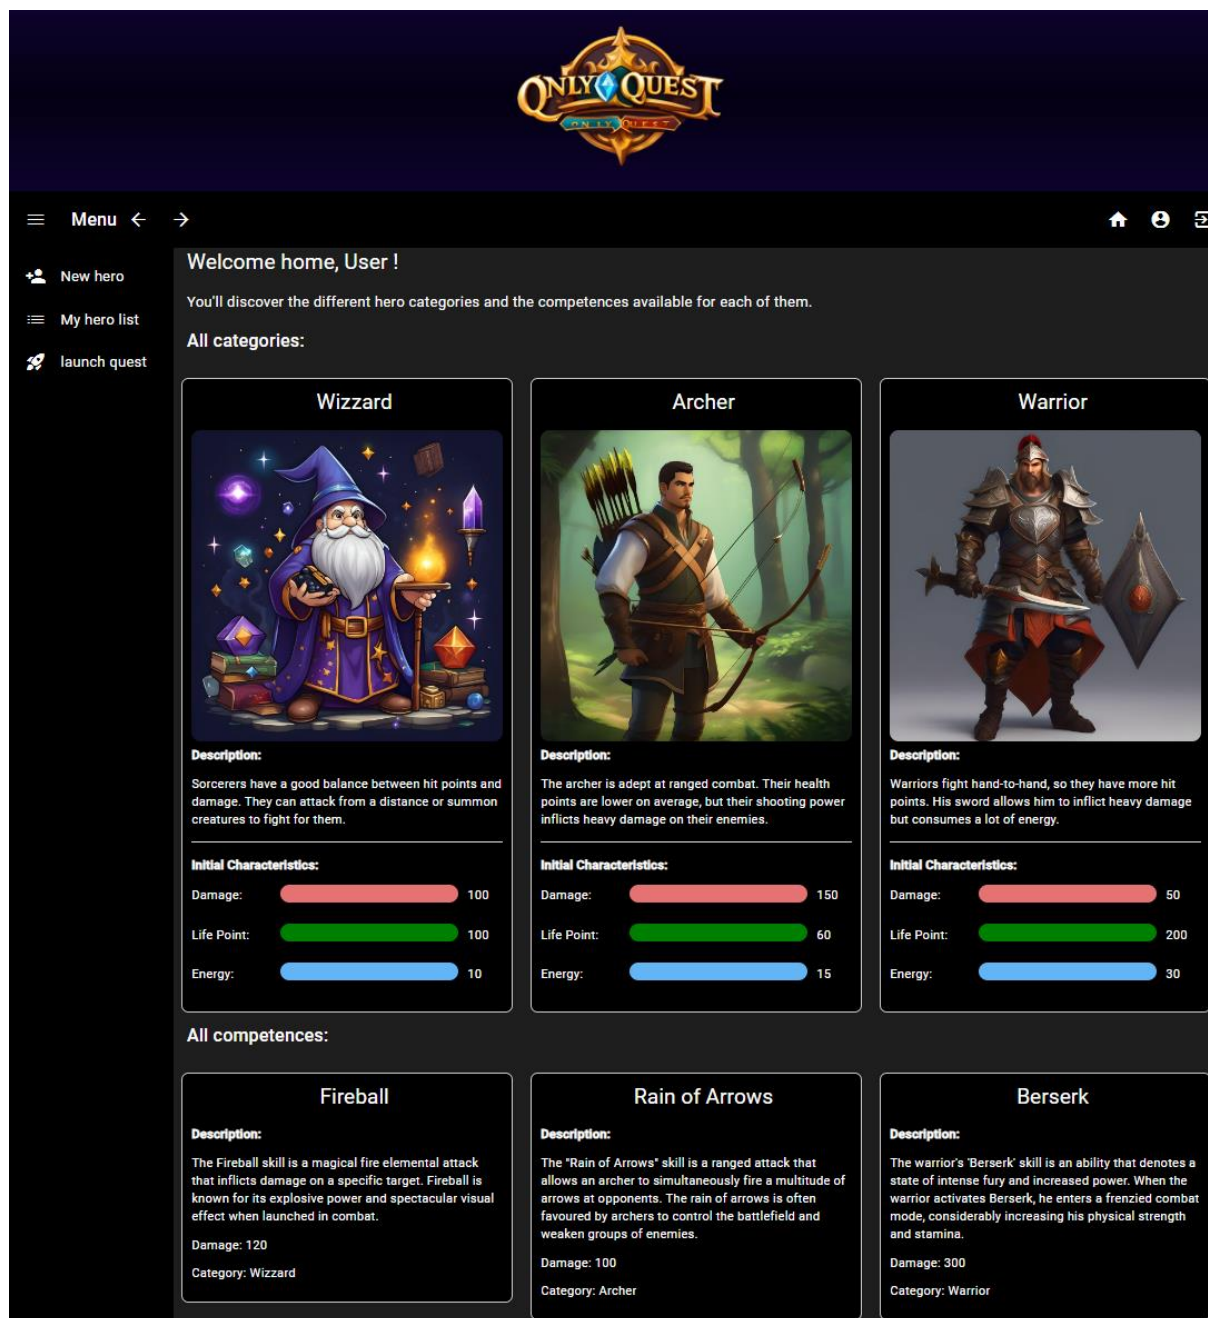 ONLY QUEST
ONLY QUEST
Menu
New hero
My hero list
launch quest
Welcome home, User !
You'll discover the different hero categories and the competences available for each of them.
All categories:
Wizzard
Description:
Sorcerers have a good balance between hit points and
damage. They can attack from a distance or summon
creatures to fight for them.
Initial Characteristics:
Damage: 100
Life Point: 100
Energy: 10
Archer
Description:
The archer is adept at ranged combat. Their health
points are lower on average, but their shooting power
inflicts heavy damage on their enemies.
Initial Characteristics:
Damage: 150
Life Point: 60
Energy: 15
Warrior
Description:
Warriors fight hand-to-hand, so they have more hit
points. His sword allows him to inflict heavy damage
but consumes a lot of energy.
Initial Characteristics:
Damage: 50
Life Point: 200
Energy: 30
All competences:
Fireball
Description:
The Fireball skill is a magical fire elemental attack
that inflicts damage on a specific target. Fireball is
known for its explosive power and spectacular visual
effect when launched in combat.
Damage: 120
Category: Wizzard
Rain of Arrows
Description:
The "Rain of Arrows" skill is a ranged attack that
allows an archer to simultaneously fire a multitude of
arrows at opponents. The rain of arrows is often
favoured by archers to control the battlefield and
weaken groups of enemies.
Damage: 100
Category: Archer
Berserk
Description:
The warrior's 'Berserk' skill is an ability that denotes a
state of intense fury and increased power. When the
warrior activates Berserk, he enters a frenzied combat
mode, considerably increasing his physical strength
and stamina.
Damage: 300
Category: Warrior